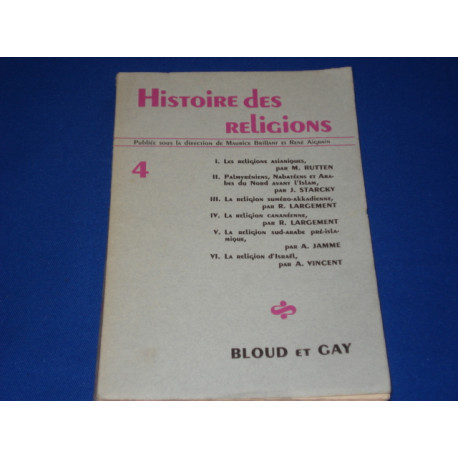 Histoire des
religions
Publiée sous la direction de Maurice Brillant et René Aigrain
4
I. Les religions asianiques,
par M. RUTTEN
II. Palmyréniens, Nabatéens et Ara-
bes du Nord avant l'Islam,
par J. STARCKY
III. La religion suméro-akkadienne,
par R. LARGEMENT
IV. La religion cananéenne,
par R. LARGEMENT
V. La religion sud-arabe pré-isla-
mique,
par A. JAMME
VI. La religion d'Israël,
par A. VINCENT
BLOUD ET GAY